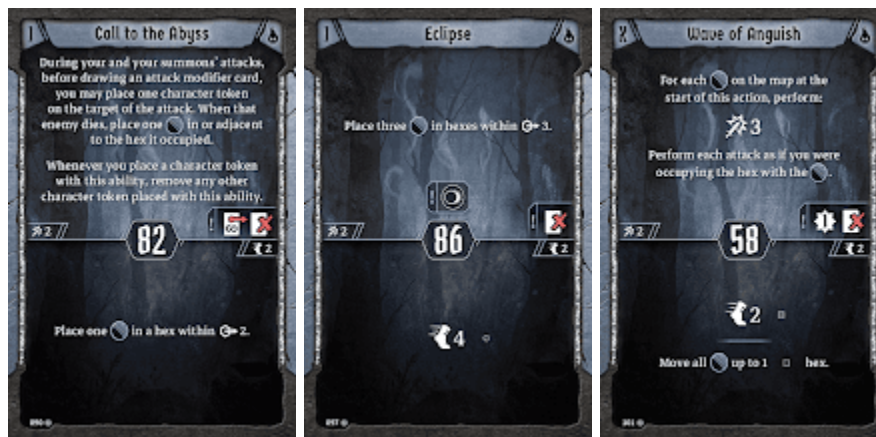 I Call to the Abyss
During your and your summons' attacks,
before drawing an attack modifier card,
you may place one character token
on the target of the attack. When that
enemy dies, place one in or adjacent
to the hex it occupied.
Whenever you place a character token
with this ability, remove any other
character token placed with this ability.
2
82
2
Place one in a hex within 2.
I Eclipse
Place three in hexes within 3.
2
86
2
4
X Wave of Anguish
For each on the map at the
start of this action, perform:
3
Perform each attack as if you were
occupying the hex with the .
2
58
2
2
Move all up to 1 hex.